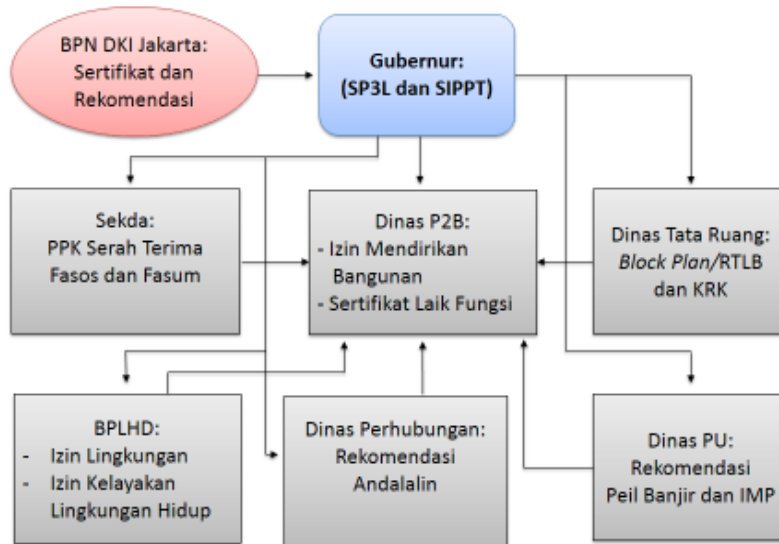 BPN DKI Jakarta:
Sertifikat dan
Rekomendasi
Gubernur:
(SP3L dan SIPPT)
Sekda:
PPK Serah Terima
Fasos dan Fasum
Dinas P2B:
- Izin Mendirikan
Bangunan
- Sertifikat Laik Fungsi
Dinas Tata Ruang:
Block Plan/RTLB
dan KRK
BPLHD:
- Izin Lingkungan
- Izin Kelayakan
Lingkungan Hidup
Dinas Perhubungan:
Rekomendasi
Andalalin
Dinas PU:
Rekomendasi
Peil Banjir dan IMP